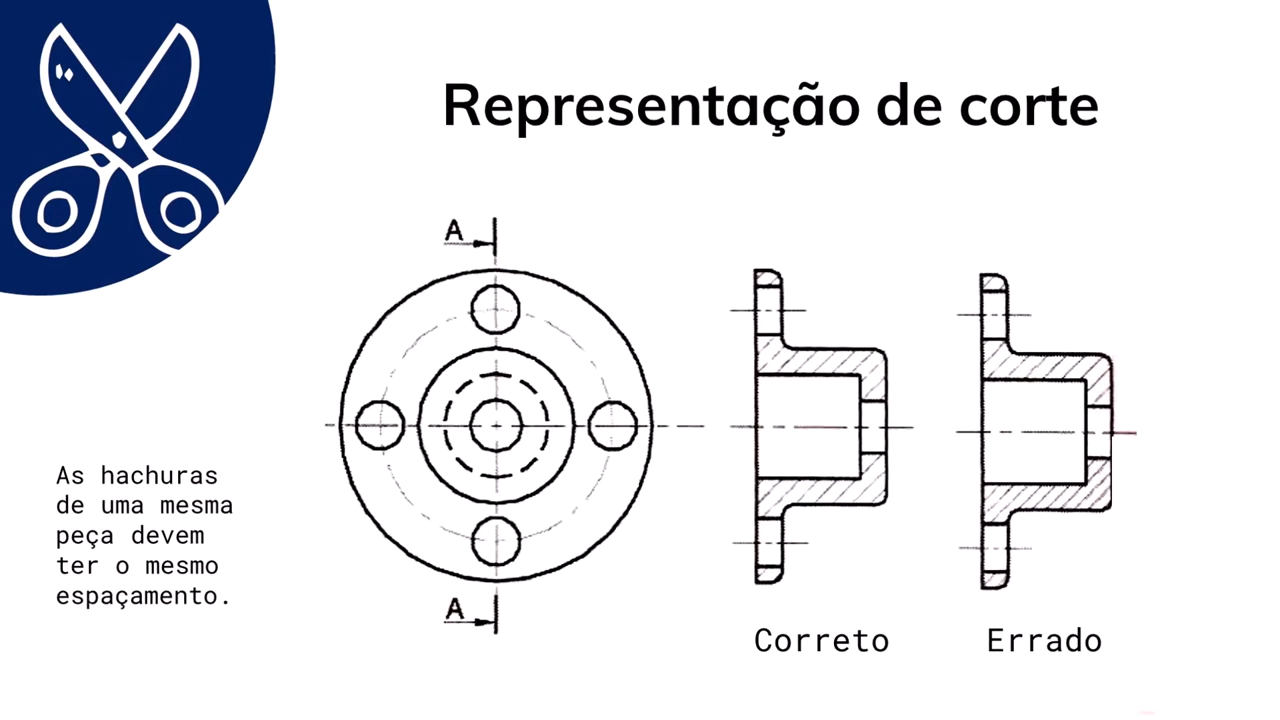 Representação de corte
A
As hachuras
de uma mesma
peça devem
ter o mesmo
espaçamento.
A
Correto
Errado